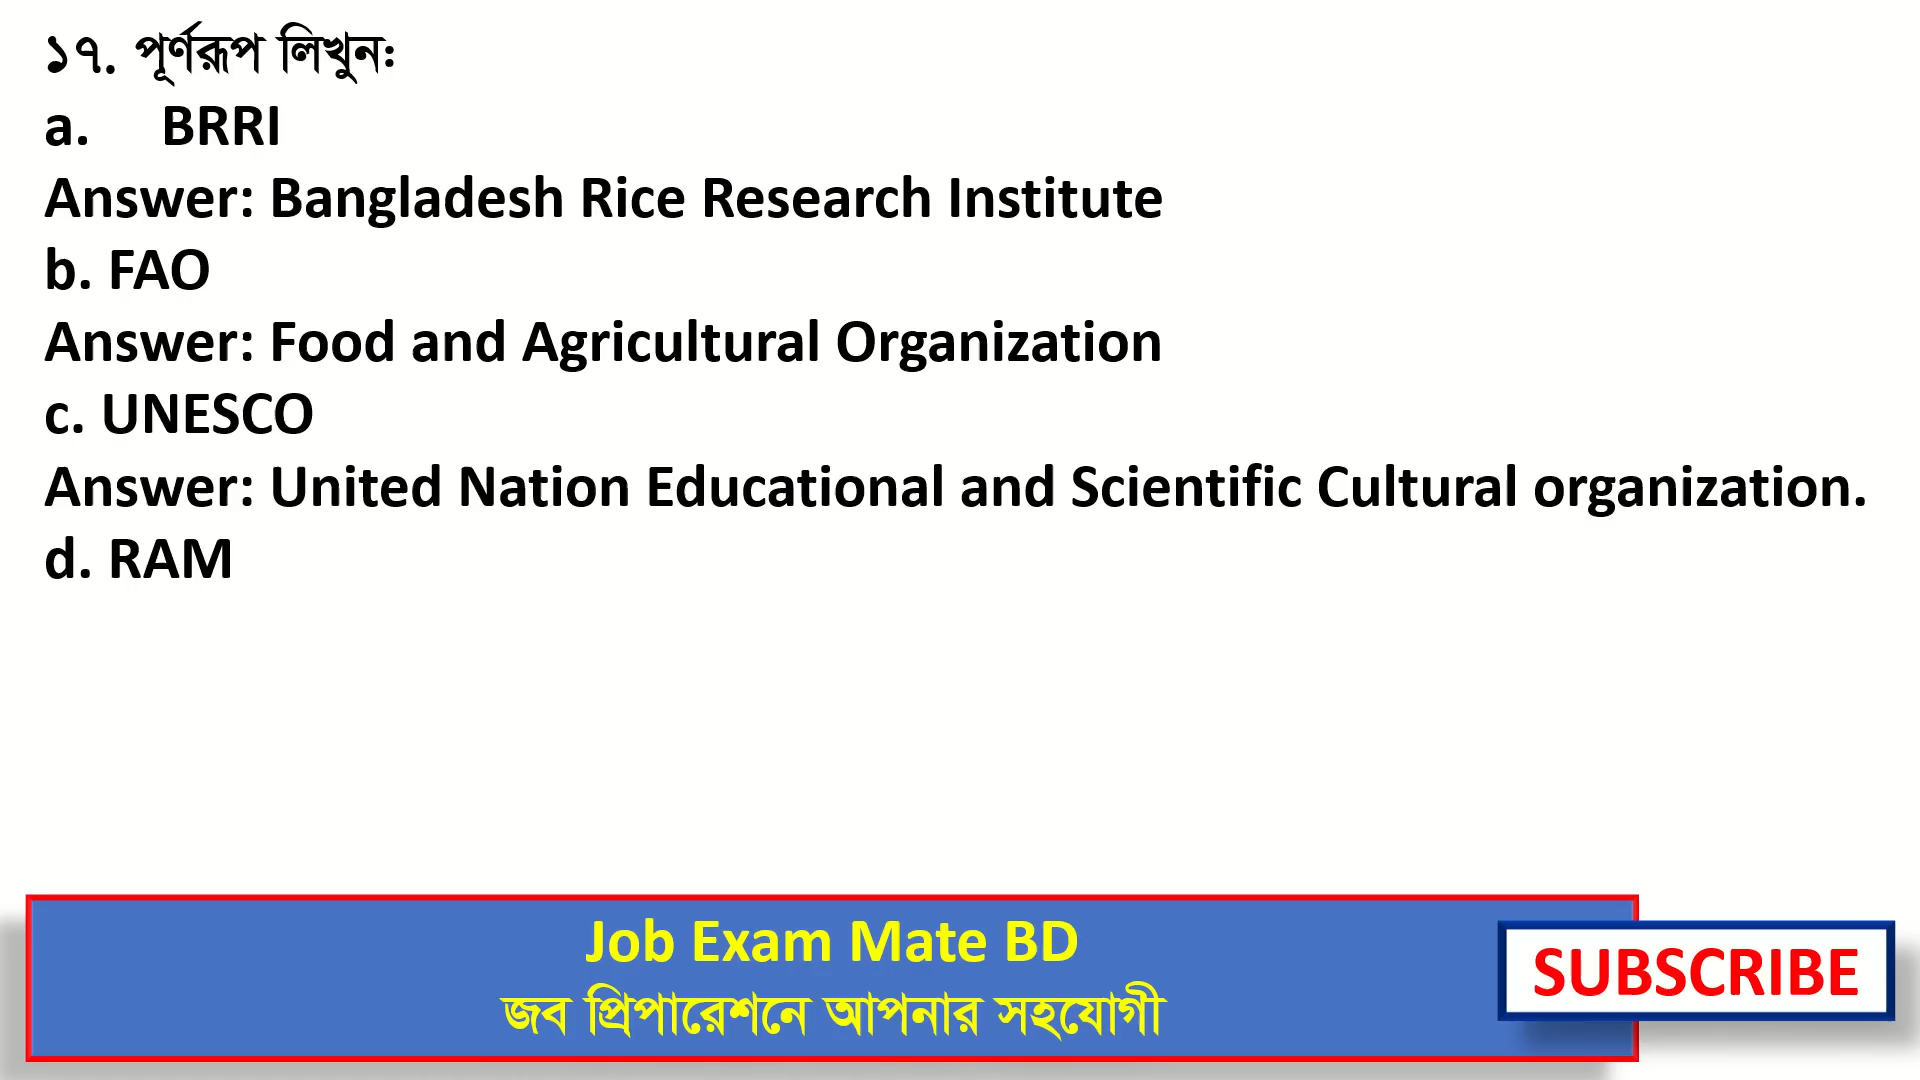 ১৭. পূর্ণরূপ লিখুনঃ
a. BRRI
Answer: Bangladesh Rice Research Institute
b. FAO
Answer: Food and Agricultural Organization
c. UNESCO
Answer: United Nation Educational and Scientific Cultural organization.
d. RAM
Job Exam Mate BD
জব প্রিপারেশনে আপনার সহযোগী
SUBSCRIBE